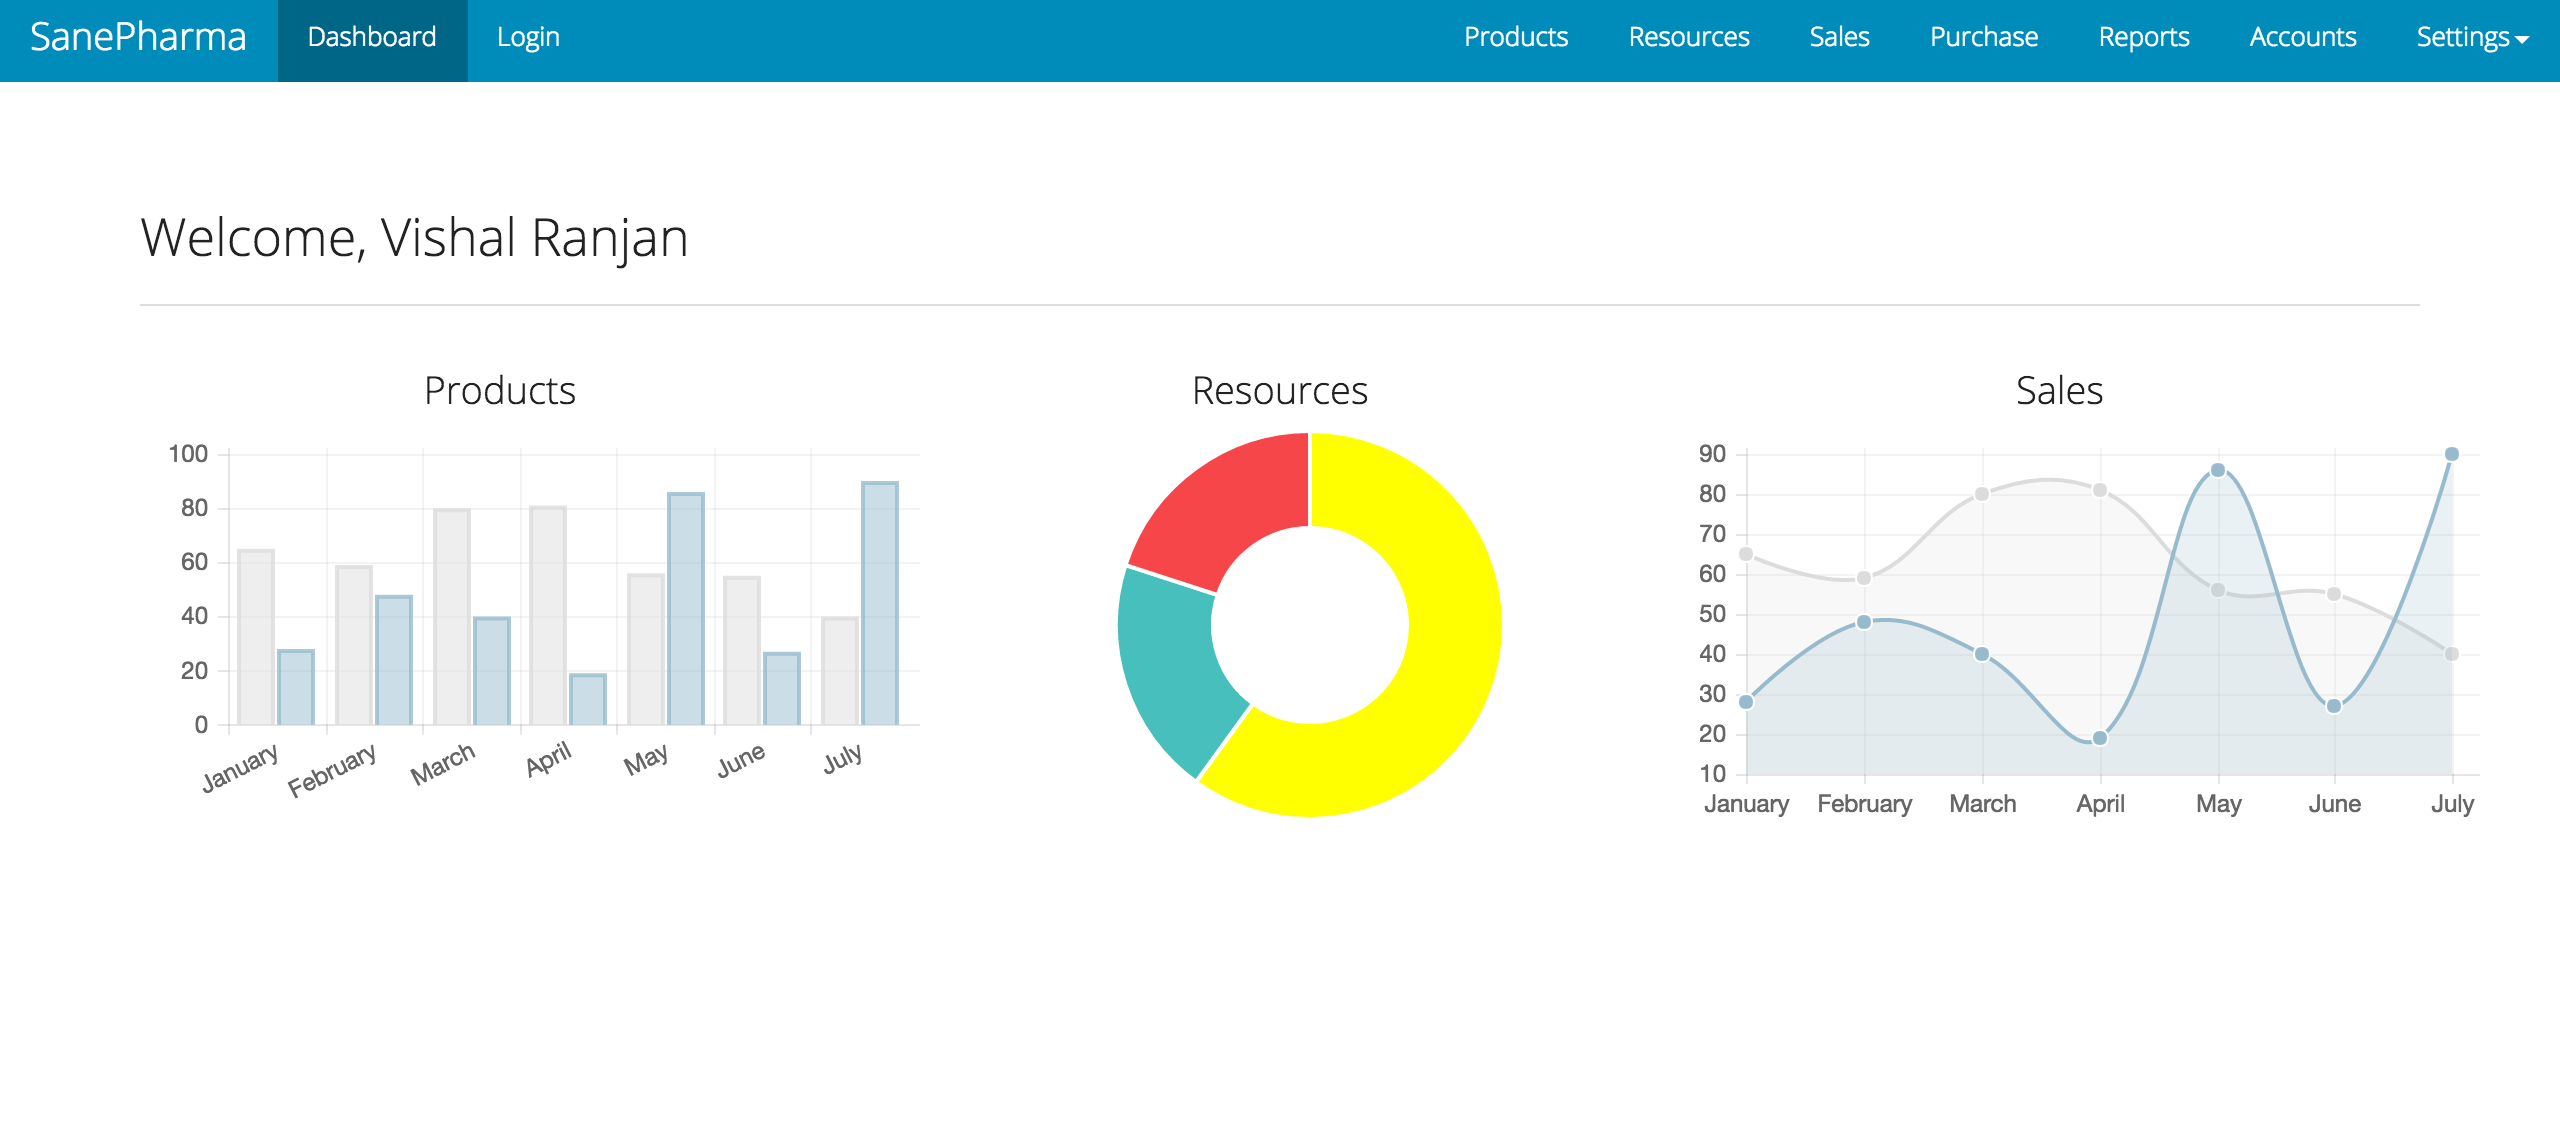 SanePharma Dashboard Login Products Resources Sales Purchase Reports Accounts Settings
Welcome, Vishal Ranjan
Products
100
80
60
40
20
0
January February March April May June July
Resources
Sales
90
80
70
60
50
40
30
20
10
January February March April May June July